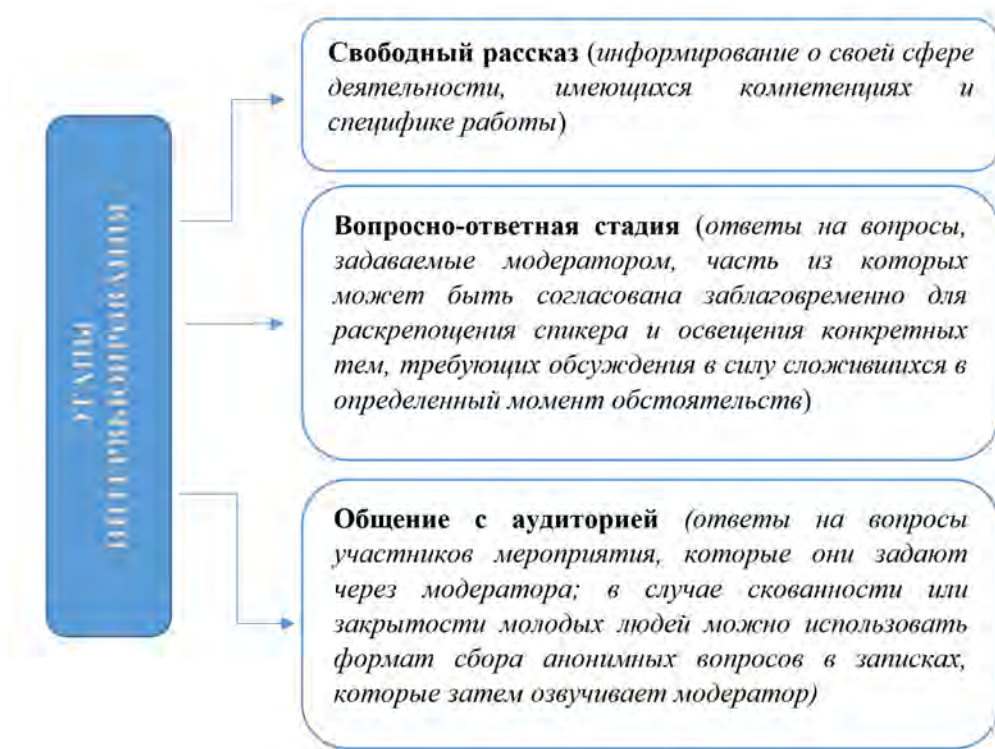 ЭТАПЫ
ИНТЕРВЬЮИРОВАНИЯ
Свободный рассказ (информирование о своей сфере
деятельности, имеющихся компетенциях и
специфике работы)
Вопросно-ответная стадия (ответы на вопросы,
задаваемые модератором, часть из которых
может быть согласована заблаговременно для
раскрепощения спикера и освещения конкретных
тем, требующих обсуждения в силу сложившихся в
определенный момент обстоятельств)
Общение с аудиторией (ответы на вопросы
участников мероприятия, которые они задают
через модератора; в случае скованности или
закрытости молодых людей можно использовать
формат сбора анонимных вопросов в записках,
которые затем озвучивает модератор)